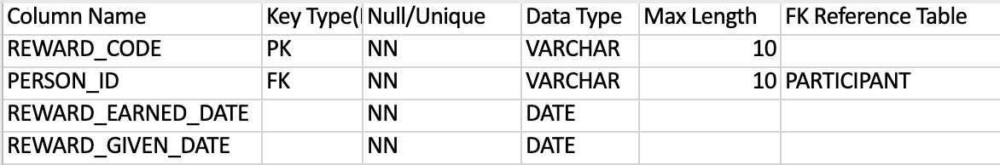 Column Name Key Type( Null/Unique Data Type Max Length FK Reference Table
REWARD_CODE PK NN VARCHAR 10
PERSON_ID FK NN VARCHAR 10 PARTICIPANT
REWARD_EARNED_DATE NN DATE
REWARD_GIVEN_DATE NN DATE